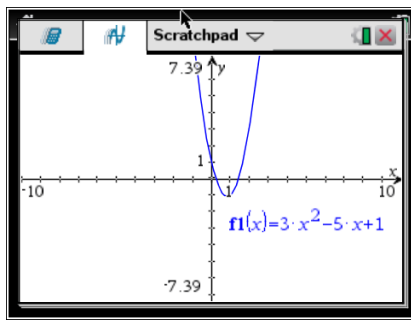 Scratchpad
7.39 y
1
x
-10 1 10
f1(x)=3·x²-5·x+1
-7.39